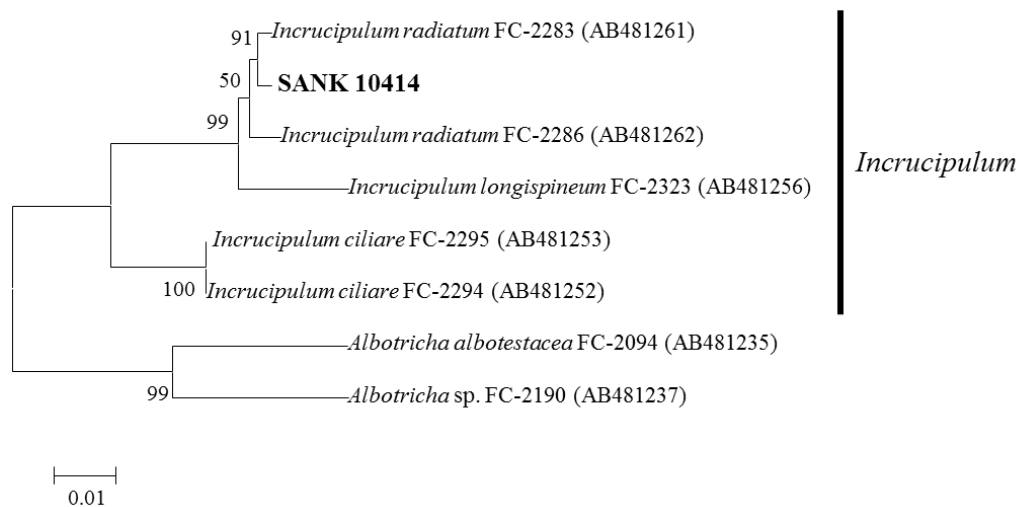 91
Incrucipulum radiatum FC-2283 (AB481261)
50
SANK 10414
99
Incrucipulum radiatum FC-2286 (AB481262)
Incrucipulum
Incrucipulum longispineum FC-2323 (AB481256)
Incrucipulum ciliare FC-2295 (AB481253)
100
Incrucipulum ciliare FC-2294 (AB481252)
Albotricha albotestacea FC-2094 (AB481235)
99
Albotricha sp. FC-2190 (AB481237)
0.01